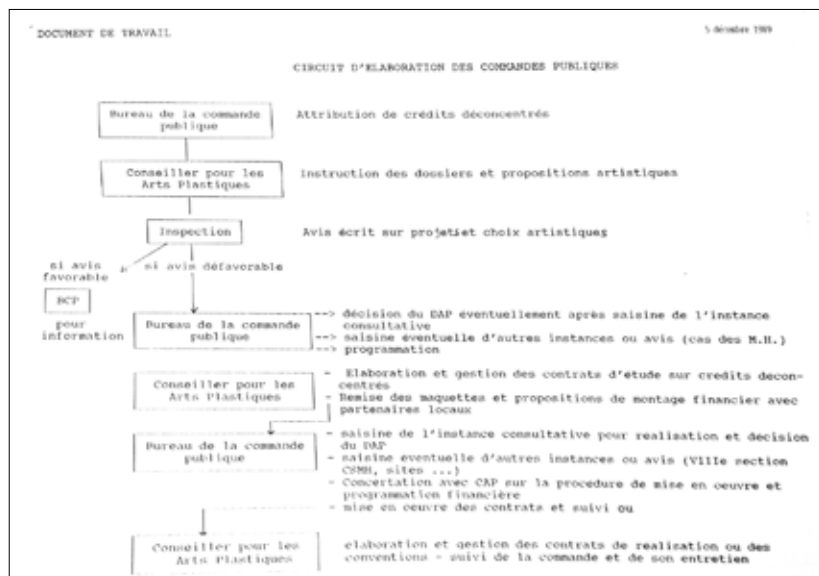 DOCUMENT DE TRAVAIL
5 décembre 1989
CIRCUIT D'ELABORATION DES COMMANDES PUBLIQUES
Bureau de la commande
publique
Attribution de crédits déconcentrés
Conseiller pour les
Arts Plastiques
instruction des dossiers et propositions artistiques
Inspection
Avis écrit sur projet et choix artistiques
si avis
favorable
si avis défavorable
BCP
pour
information
Bureau de la commande
publique
--> décision du DAP éventuellement après saisine de l'instance
consultative
--> saisine éventuelle d'autres instances ou avis (cas des M.H.)
--> programmation
Conseiller pour les
Arts Plastiques
- Elaboration et gestion des contrats d'étude sur credits decon-
centrés
- Remise des maquettes et propositions de montage financier avec
partenaires locaux
Bureau de la commande
publique
- saisine de l'instance consultative pour realisation et décision
du DAP
- saisine éventuelle d'autres instances ou avis (VIIIe section
CSMH, sites ...)
- Concertation avec CAP sur la procédure de mise en oeuvre et
programmation financière
- mise en oeuvre des contrats et suivi ou
Conseiller pour les
Arts Plastiques
elaboration et gestion des contrats de realisation ou des
conventions - suivi de la commande et de son entretien